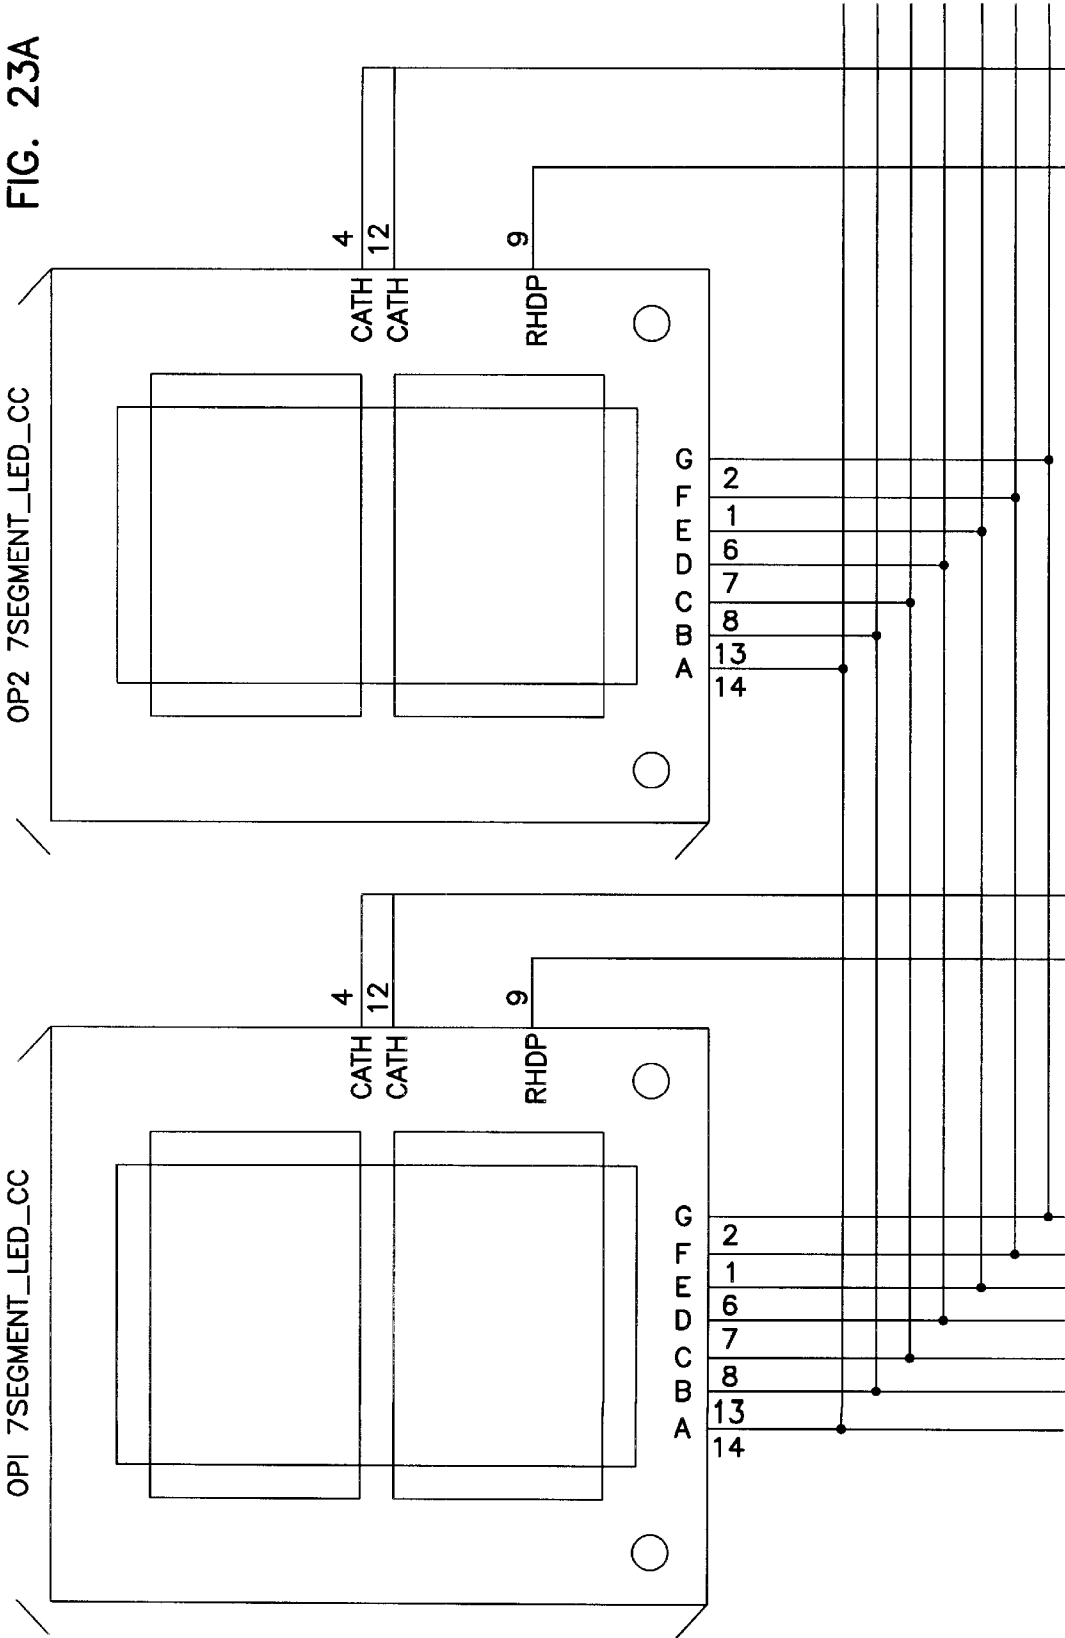 FIG. 23A
OP2 7SEGMENT_LED_CC
4
12
9
CATH
CATH
RHDP
G
2
F
1
E
6
D
7
C
8
B
13
A
14
OP1 7SEGMENT_LED_CC
4
12
9
CATH
CATH
RHDP
G
2
F
1
E
6
D
7
C
8
B
13
A
14